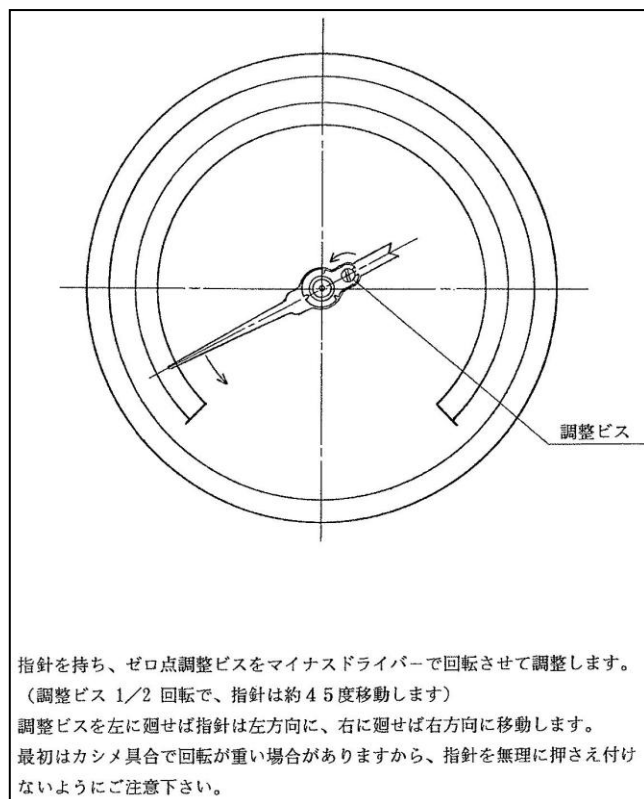 調整ビス
指針を持ち、ゼロ点調整ビスをマイナスドライバーで回転させて調整します。
（調整ビス 1／2 回転で、指針は約４５度移動します）
調整ビスを左に廻せば指針は左方向に、右に廻せば右方向に移動します。
最初はカシメ具合で回転が重い場合がありますから、指針を無理に押さえ付け
ないようにご注意下さい。